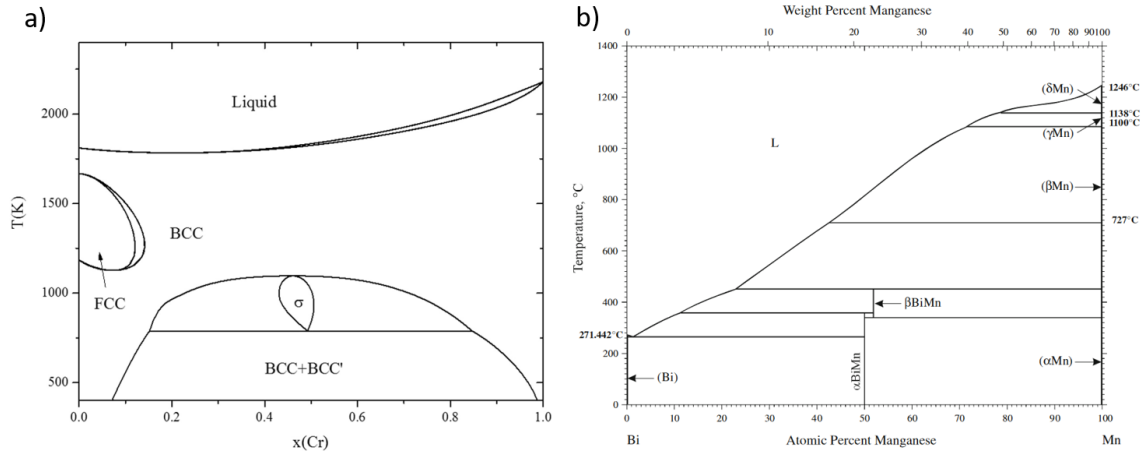 a)
Liquid
BCC
FCC
σ
BCC+BCC'
2000
1500
1000
500
T(K)
0.0 0.2 0.4 0.6 0.8 1.0
x(Cr)
b)
Weight Percent Manganese
0 10 20 30 40 50 60 70 80 90 100
1400
1200
1000
800
600
400
200
0
Temperature, °C
L
(δMn)
1246°C
1138°C
1100°C
(γMn)
(βMn)
727°C
βBiMn
271.442°C
(Bi)
αBiMn
(αMn)
0 10 20 30 40 50 60 70 80 90 100
Bi Atomic Percent Manganese Mn